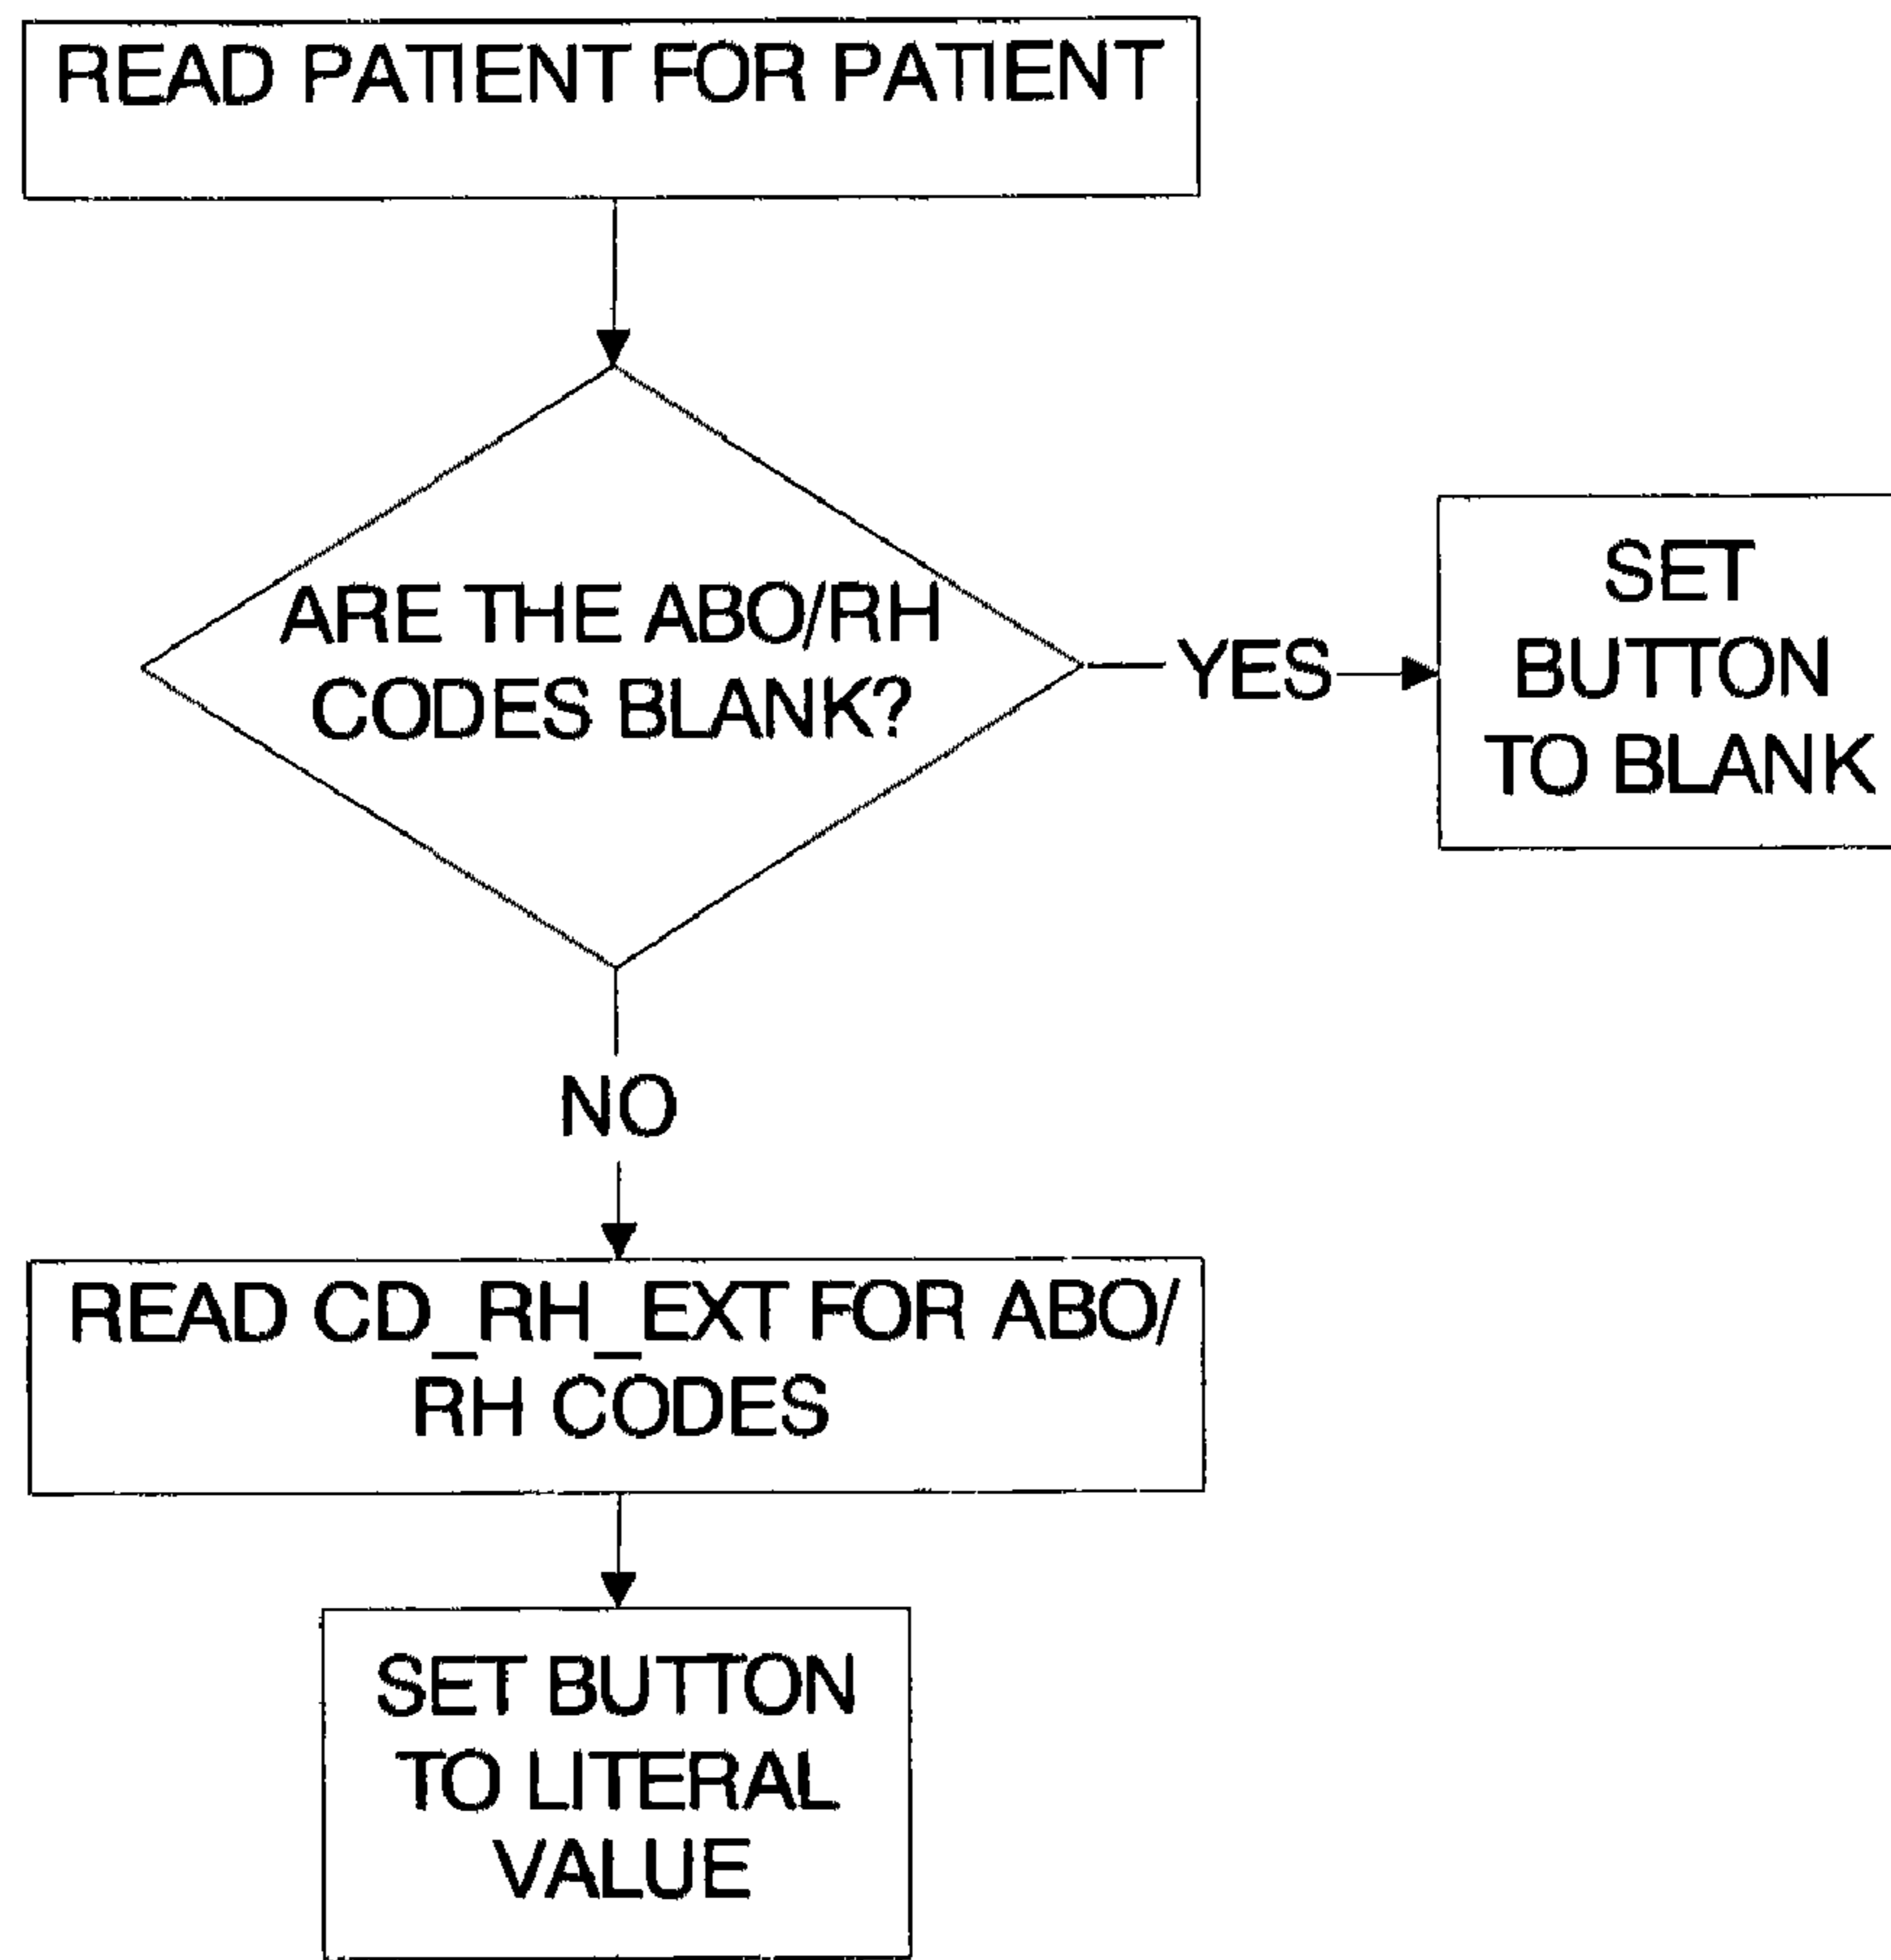 READ PATIENT FOR PATIENT
ARE THE ABO/RH
CODES BLANK?
YES
SET
BUTTON
TO BLANK
NO
READ CD_RH_EXT FOR ABO/
RH CODES
SET BUTTON
TO LITERAL
VALUE